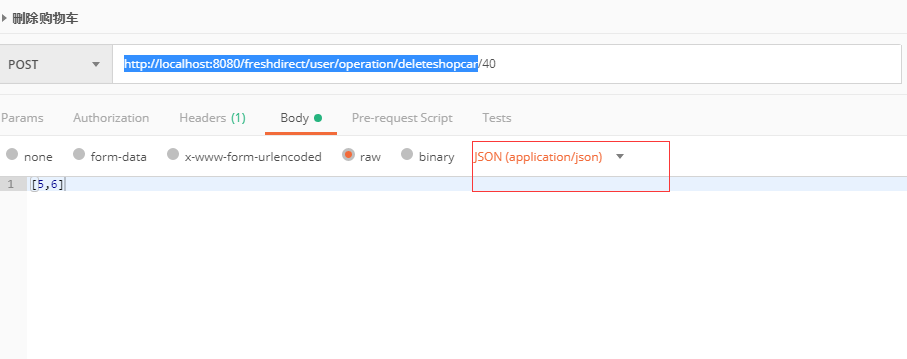 删除购物车
POST http://localhost:8080/freshdirect/user/operation/deleteshopcar/40
Params Authorization Headers (1) Body Pre-request Script Tests
none form-data x-www-form-urlencoded raw binary JSON (application/json)
1 [5,6]